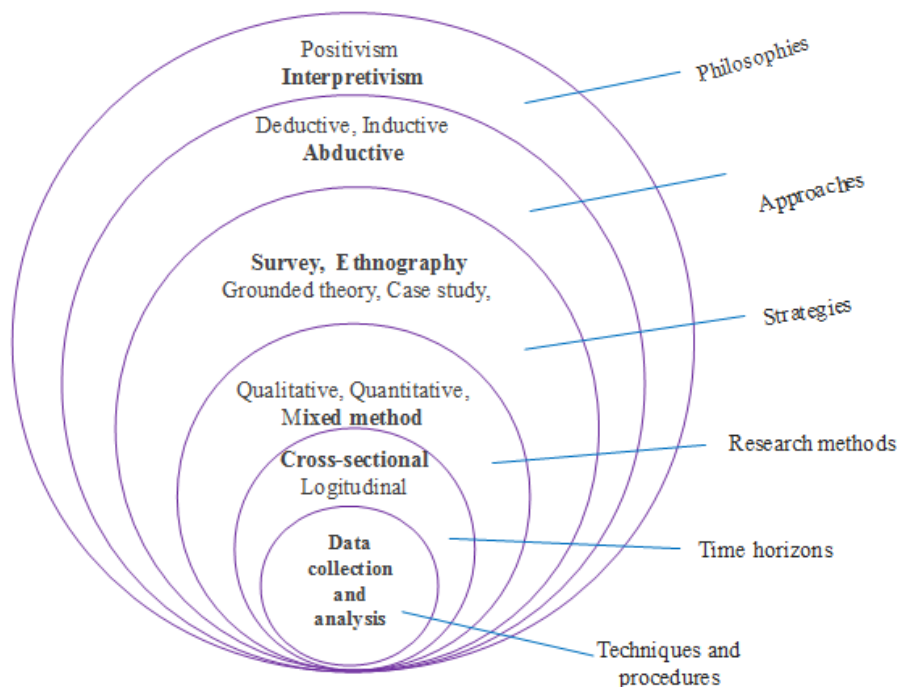 Positivism
Interpretivism
Philosophies
Deductive, Inductive
Abductive
Approaches
Survey, Ethnography
Grounded theory, Case study,
Strategies
Qualitative, Quantitative,
Mixed method
Research methods
Cross-sectional
Logitudinal
Time horizons
Data
collection
and
analysis
Techniques and
procedures